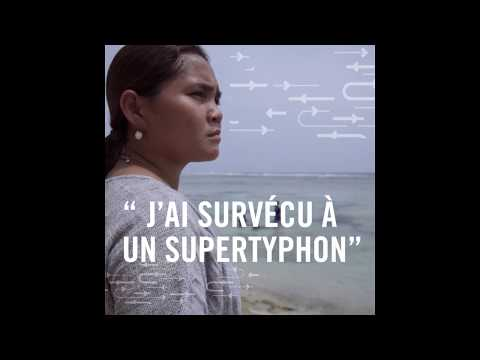 “ J’AI SURVÉCU À
UN SUPERTYPHON”